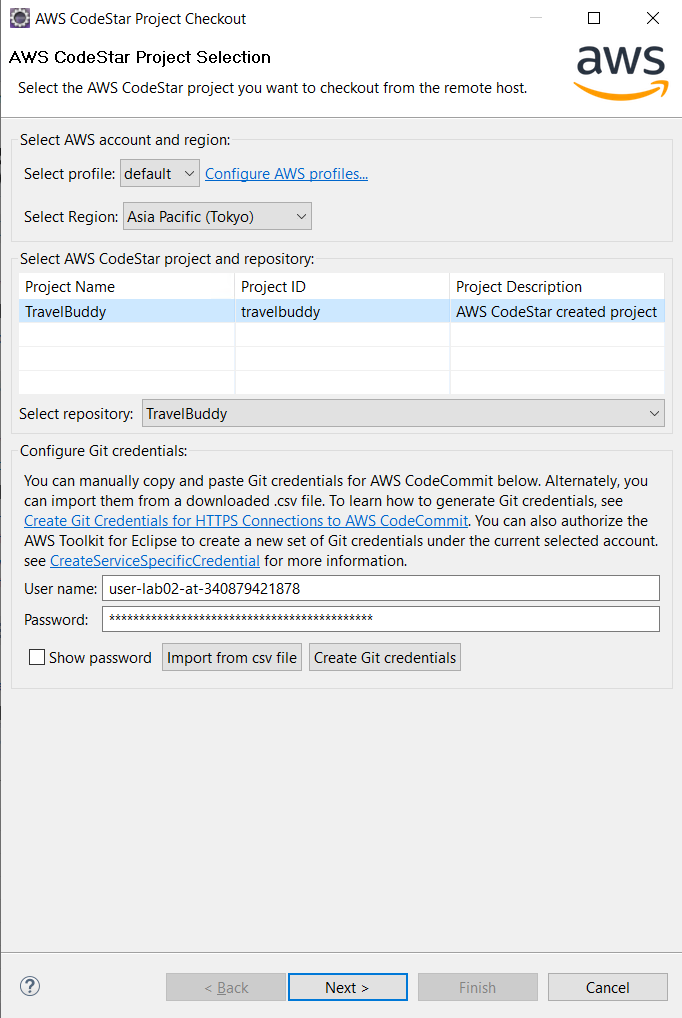 AWS CodeStar Project Checkout
AWS CodeStar Project Selection
Select the AWS CodeStar project you want to checkout from the remote host.
aws
Select AWS account and region:
Select profile: default Configure AWS profiles...
Select Region: Asia Pacific (Tokyo)
Select AWS CodeStar project and repository:
Project Name Project ID Project Description
TravelBuddy travelbuddy AWS CodeStar created project
Select repository: TravelBuddy
Configure Git credentials:
You can manually copy and paste Git credentials for AWS CodeCommit below. Alternately, you
can import them from a downloaded .csv file. To learn how to generate Git credentials, see
Create Git Credentials for HTTPS Connections to AWS CodeCommit. You can also authorize the
AWS Toolkit for Eclipse to create a new set of Git credentials under the current selected account.
see CreateServiceSpecificCredential for more information.
User name: user-lab02-at-340879421878
Password: ********************************************
Show password Import from csv file Create Git credentials
? < Back Next > Finish Cancel